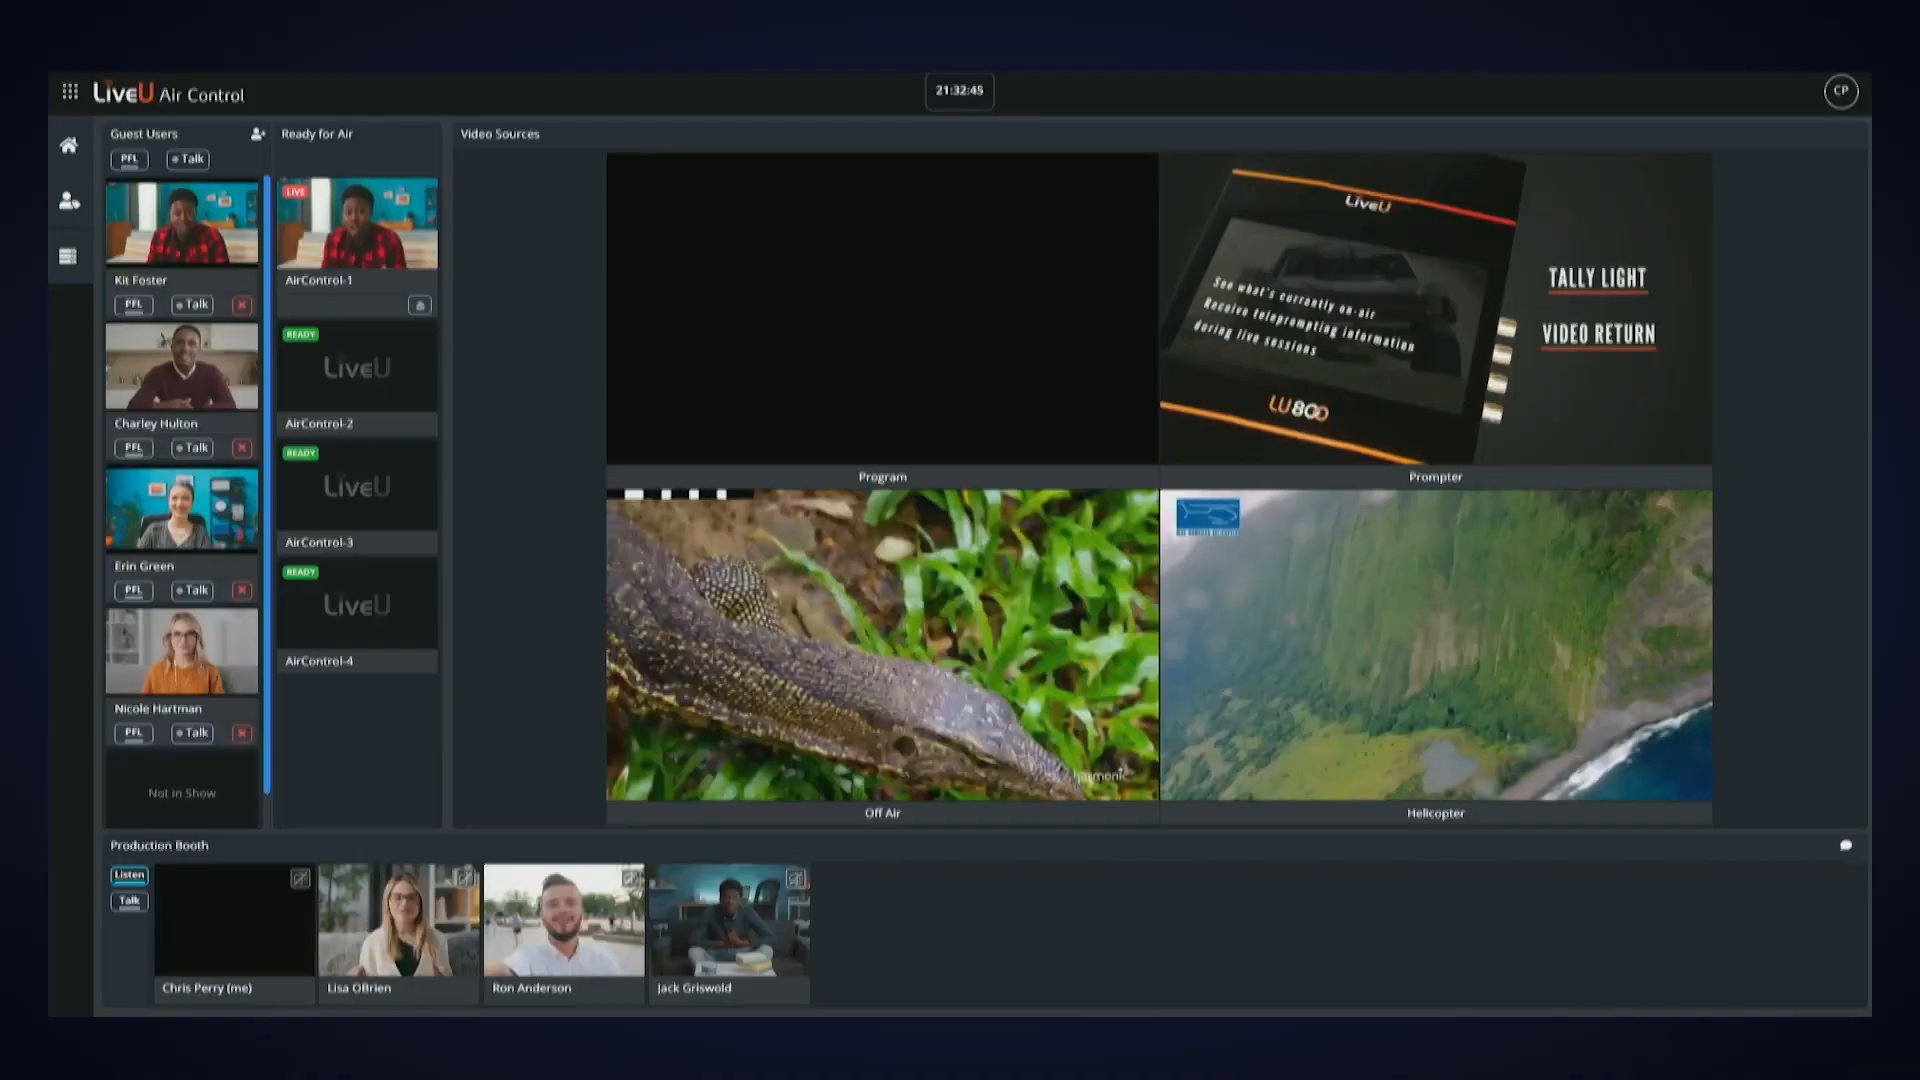 LiveU Air Control
21:32:45
CP
Guest Users
Ready for Air
Video Sources
PFL
Talk
LIVE
Kit Foster
AirControl-1
PFL
Talk
READY
LiveU
Charley Hulton
AirControl-2
PFL
Talk
READY
LiveU
AirControl-3
Erin Green
PFL
Talk
READY
LiveU
AirControl-4
Nicole Hartman
PFL
Talk
Not in Show
LiveU
See what's currently on-air
Receive teleprompting information
during live sessions
LU800
TALLY LIGHT
VIDEO RETURN
Program
Prompter
harmonic
Off Air
Helicopter
Production Booth
Listen
Talk
Chris Perry (me)
Lisa OBrien
Ron Anderson
Jack Griswold